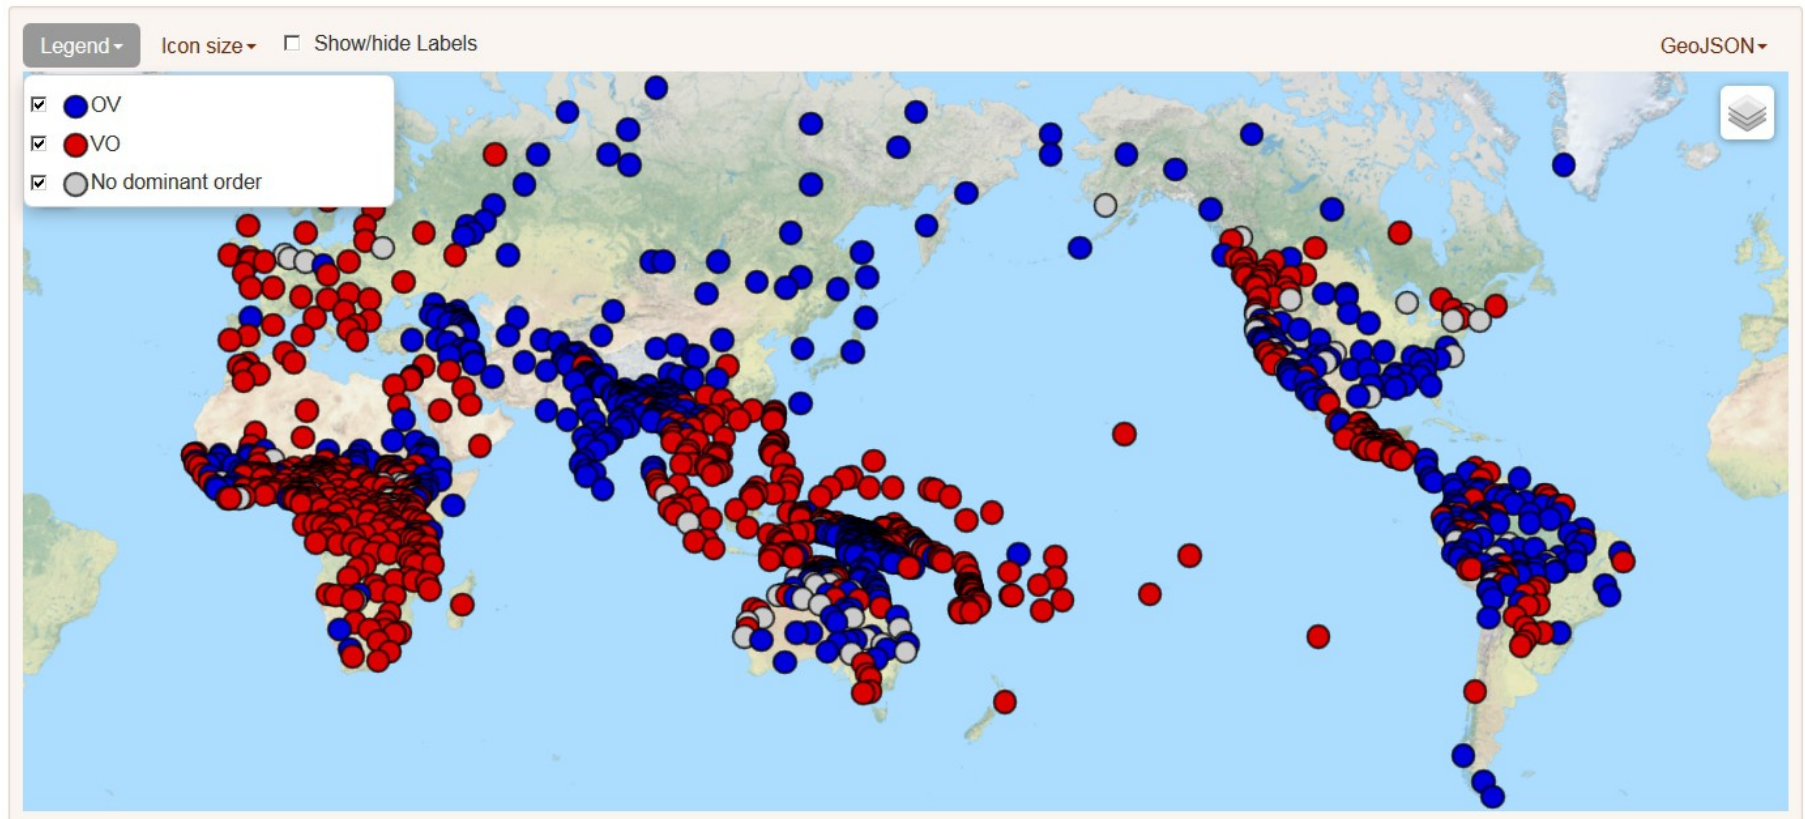 Legend Icon size Show/hide Labels GeoJSON
OV
VO
No dominant order